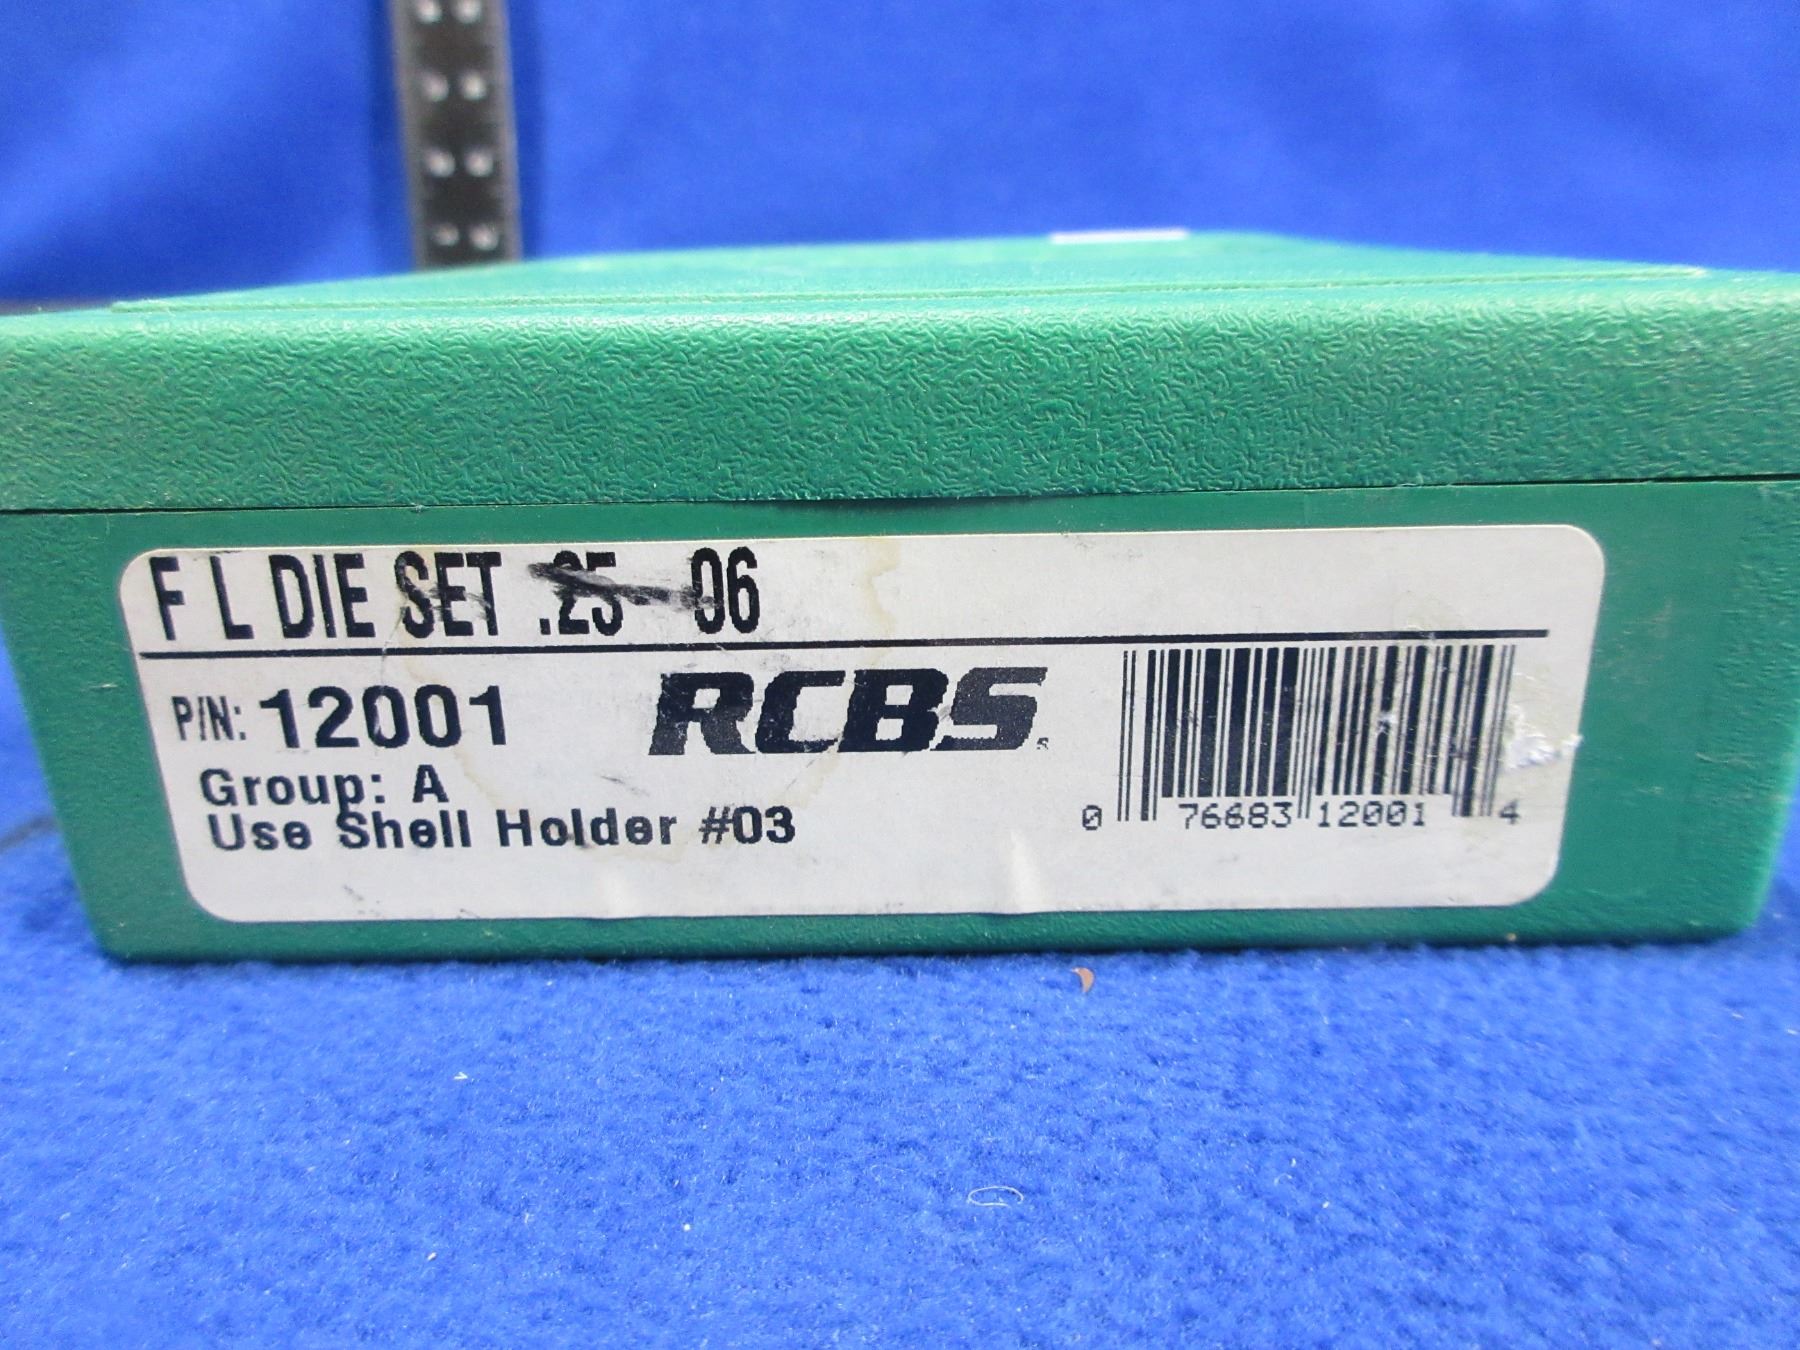 F L DIE SET .25-06
P/N: 12001
RCBS
Group: A
Use Shell Holder #03
0 76683 12001 4